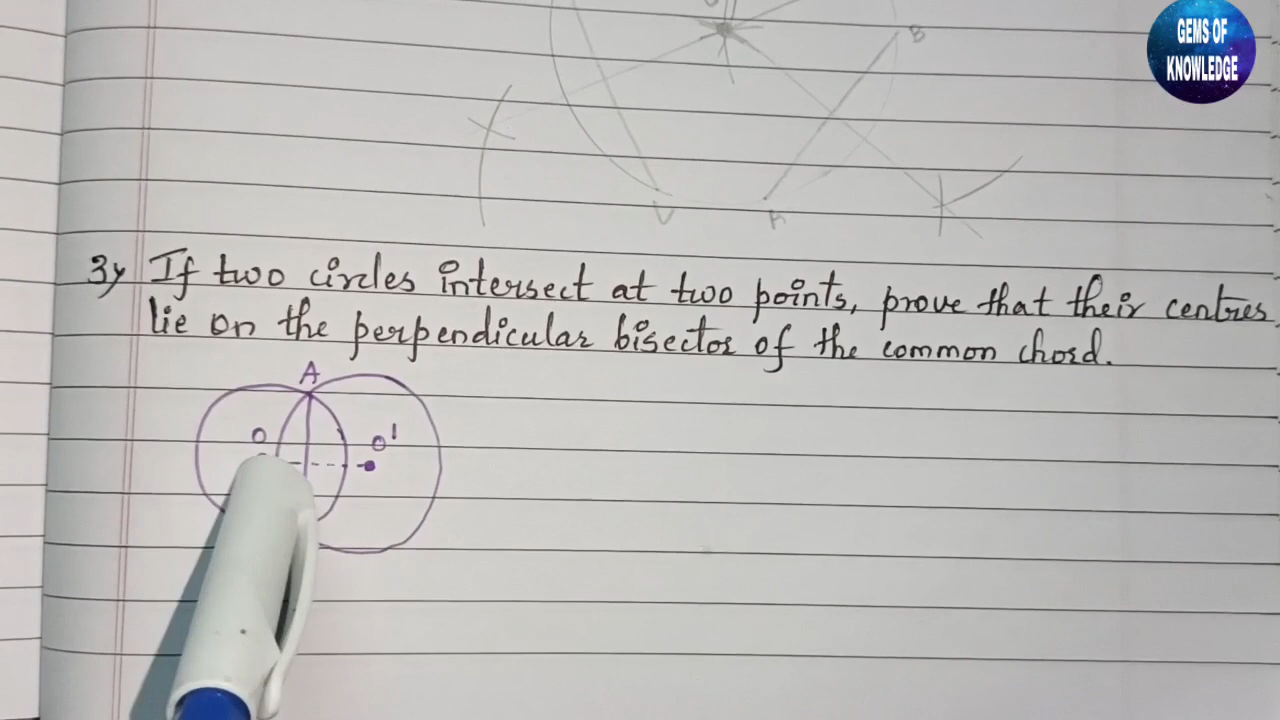 GEMS OF
KNOWLEDGE
B
3y If two circles intersect at two points, prove that their centres
lie on the perpendicular bisector of the common chord.
A
O O'